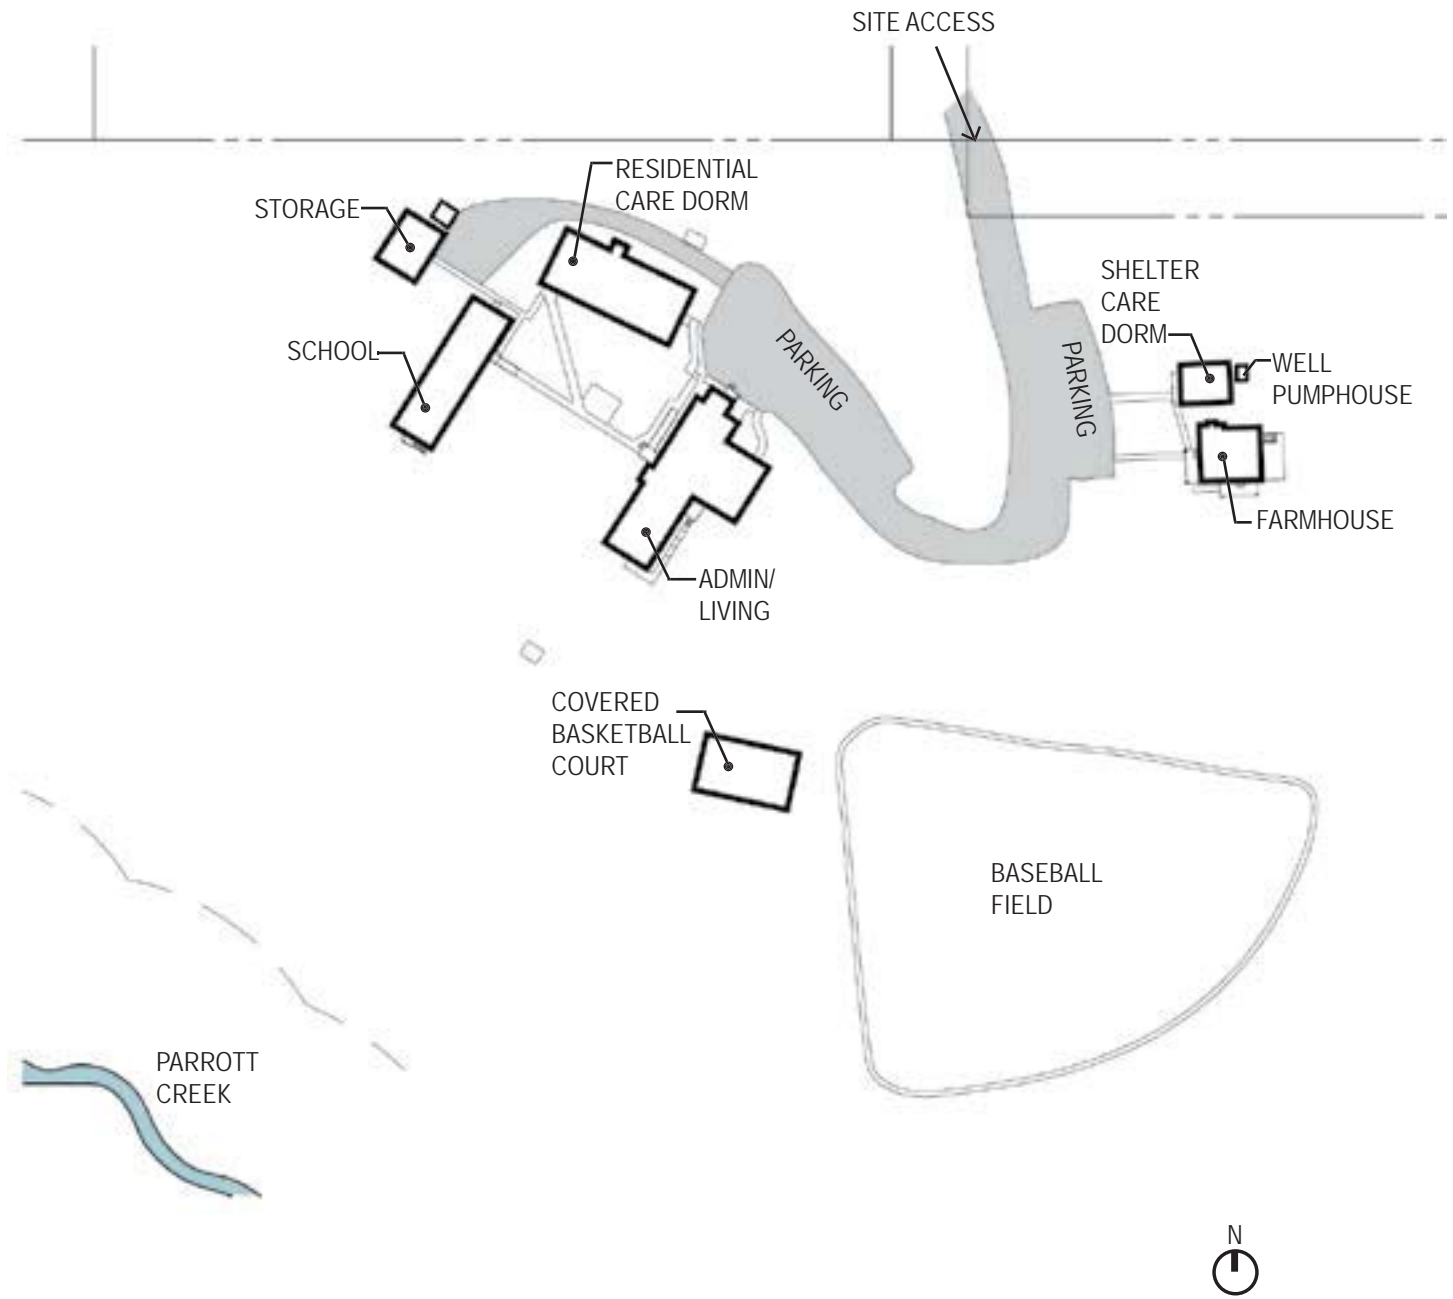 SITE ACCESS
RESIDENTIAL
CARE DORM
STORAGE
SHELTER
CARE
DORM
SCHOOL
PARKING
PARKING
WELL
PUMPHOUSE
FARMHOUSE
ADMIN/
LIVING
COVERED
BASKETBALL
COURT
BASEBALL
FIELD
PARROTT
CREEK
N